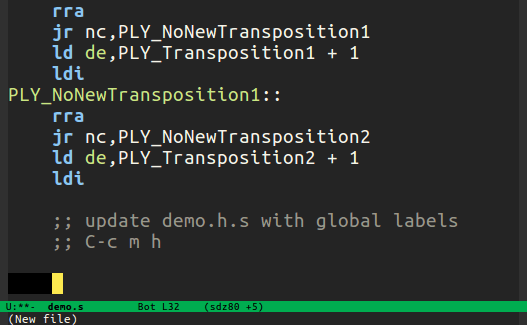 rra
jr nc,PLY_NoNewTransposition1
ld de,PLY_Transposition1 + 1
ldi
PLY_NoNewTransposition1::
rra
jr nc,PLY_NoNewTransposition2
ld de,PLY_Transposition2 + 1
ldi
;; update demo.h.s with global labels
;; C-c m h
U:**- demo.s Bot L32 (sdz80 +5)
(New file)